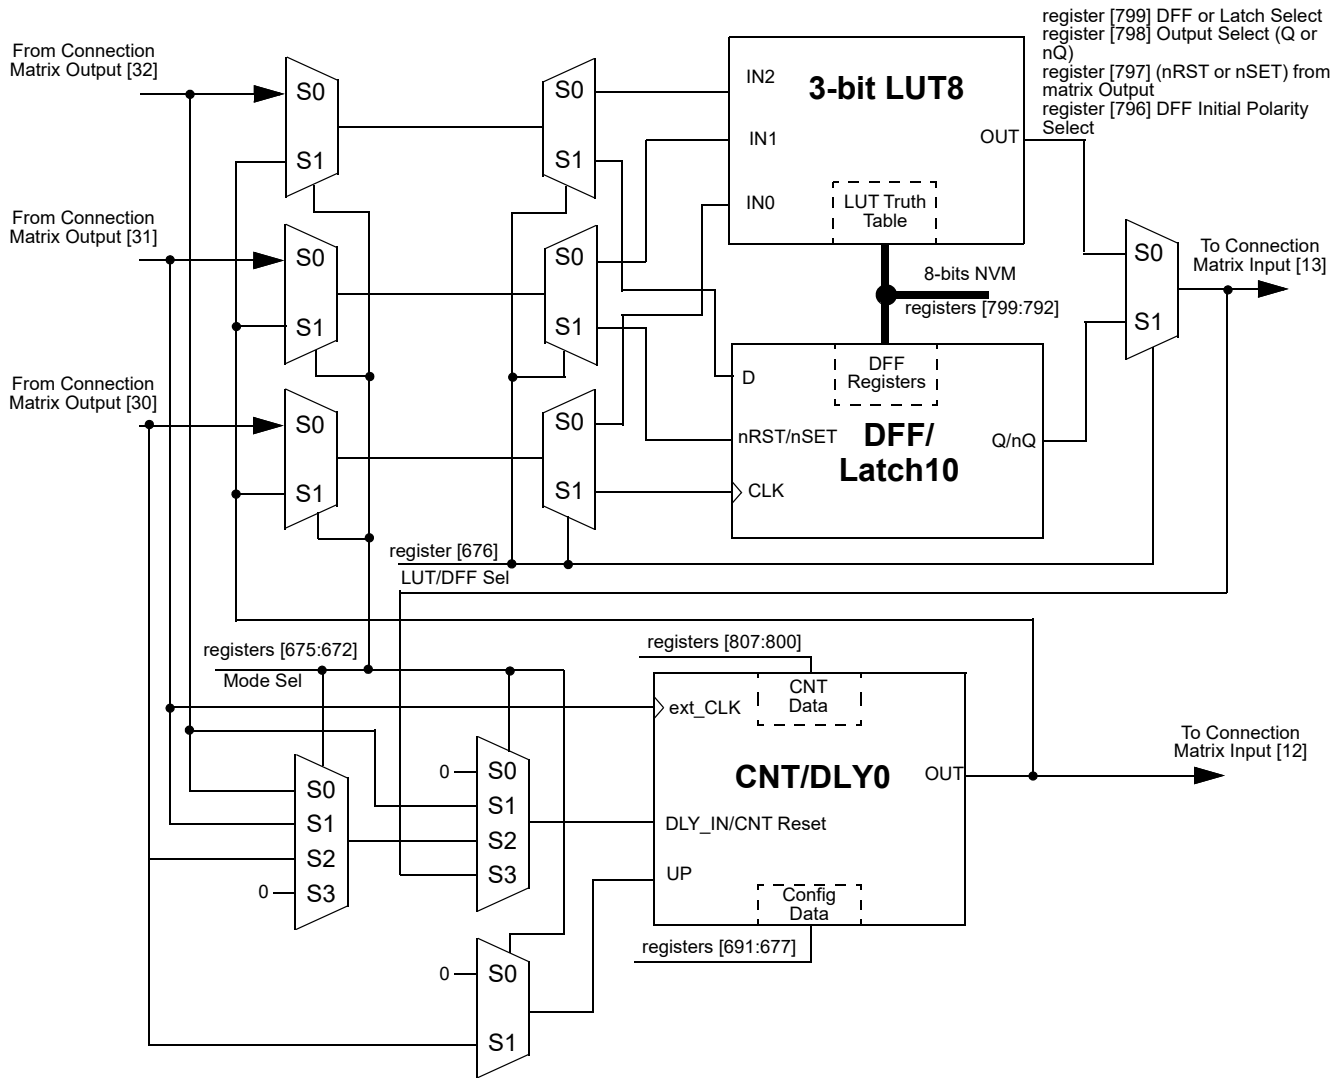 register [799] DFF or Latch Select
register [798] Output Select (Q or
nQ)
register [797] (nRST or nSET) from
matrix Output
register [796] DFF Initial Polarity
Select
From Connection
Matrix Output [32]
S0
S1
S0
S1
IN2
IN1
IN0
3-bit LUT8
OUT
LUT Truth
Table
From Connection
Matrix Output [31]
S0
S1
S0
S1
8-bits NVM
registers [799:792]
S0
S1
To Connection
Matrix Input [13]
From Connection
Matrix Output [30]
S0
S1
S0
S1
D
nRST/nSET
CLK
DFF
Registers
DFF/
Latch10
Q/nQ
register [676]
LUT/DFF Sel
registers [675:672]
Mode Sel
registers [807:800]
CNT
Data
ext_CLK
CNT/DLY0
OUT
To Connection
Matrix Input [12]
DLY_IN/CNT Reset
UP
Config
Data
registers [691:677]
S0
S1
S2
0
S3
0
S0
S1
S2
S3
0
S0
S1